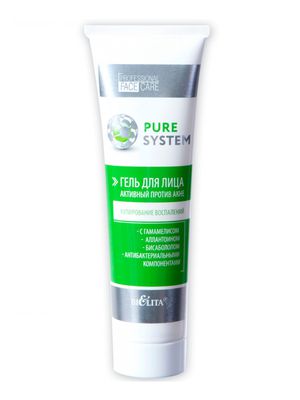 PROFESSIONAL
FACE CARE
PURE
SYSTEM
» ГЕЛЬ ДЛЯ ЛИЦА
АКТИВНЫЙ ПРОТИВ АКНЕ
КУПИРОВАНИЕ ВОСПАЛЕНИЙ
- С ГАМАМЕЛИСОМ
- АЛЛАНТОИНОМ
- БИСАБОЛОЛОМ
- АНТИБАКТЕРИАЛЬНЫМИ
КОМПОНЕНТАМИ
BIELITA